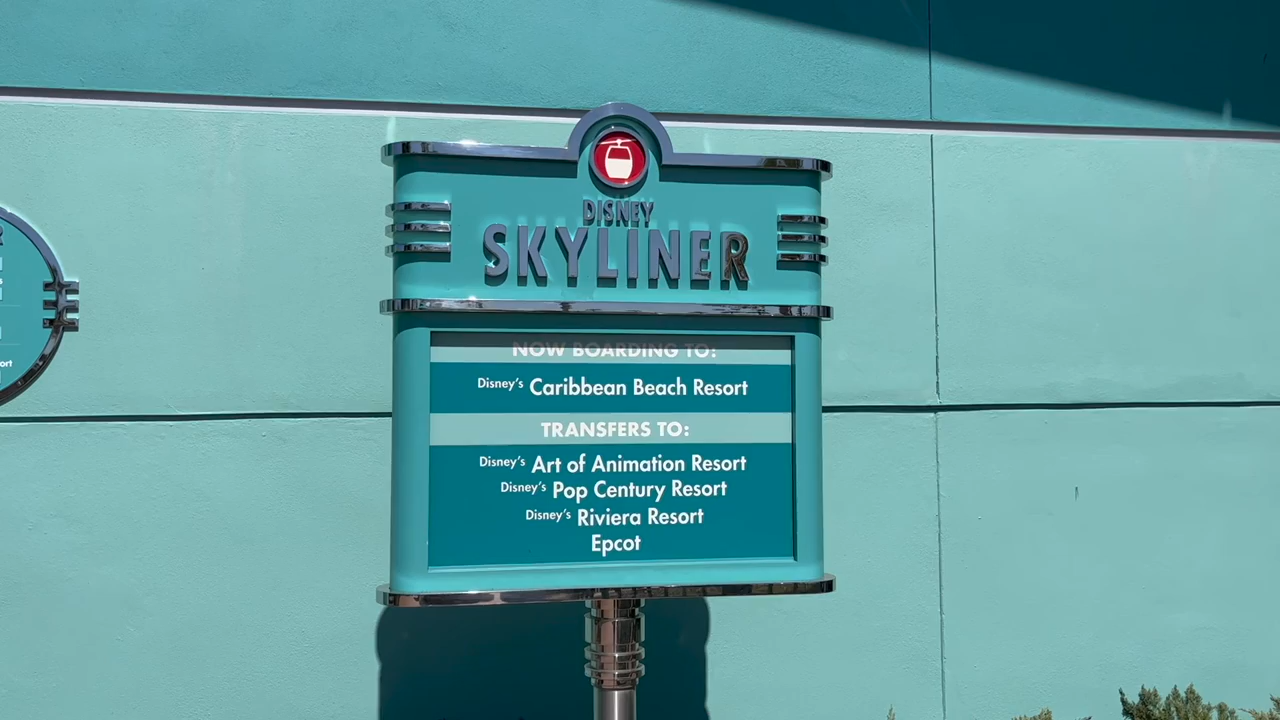 DISNEY
SKYLINER
NOW BOARDING TO:
Disney's Caribbean Beach Resort
TRANSFERS TO:
Disney's Art of Animation Resort
Disney's Pop Century Resort
Disney's Riviera Resort
Epcot